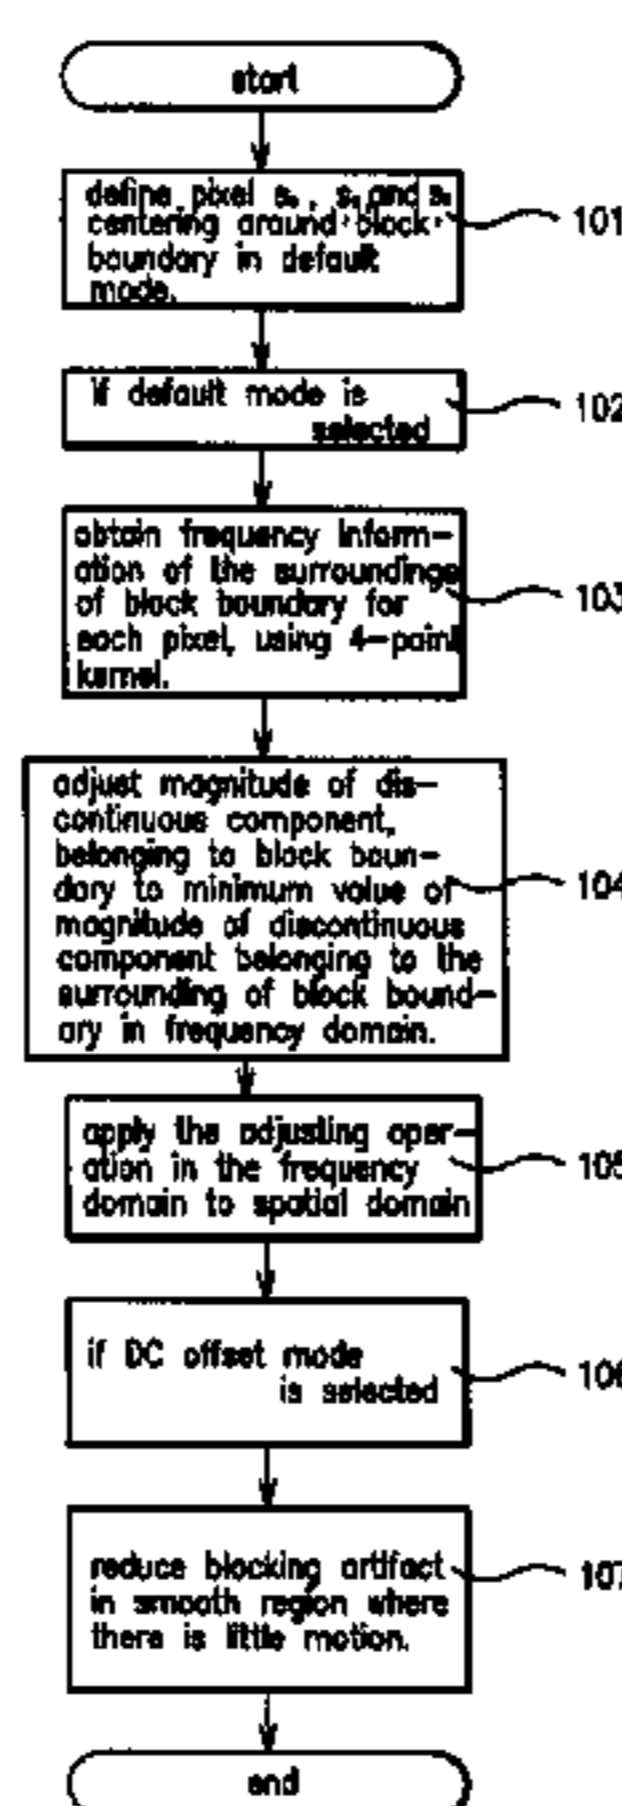 start
define pixel s₀, s₁ and s₂
centering around block
boundary in default
mode.
101
if default mode is
selected
102
obtain frequency inform-
ation of the surroundings
of block boundary for
each pixel, using 4-point
kernel.
103
adjust magnitude of dis-
continuous component,
belonging to block boun-
dary to minimum value of
magnitude of discontinuous
component belonging to the
surrounding of block bound-
ary in frequency domain.
104
apply the adjusting oper-
ation in the frequency
domain to spatial domain
105
if DC offset mode
is selected
106
reduce blocking artifact
in smooth region where
there is little motion.
107
end